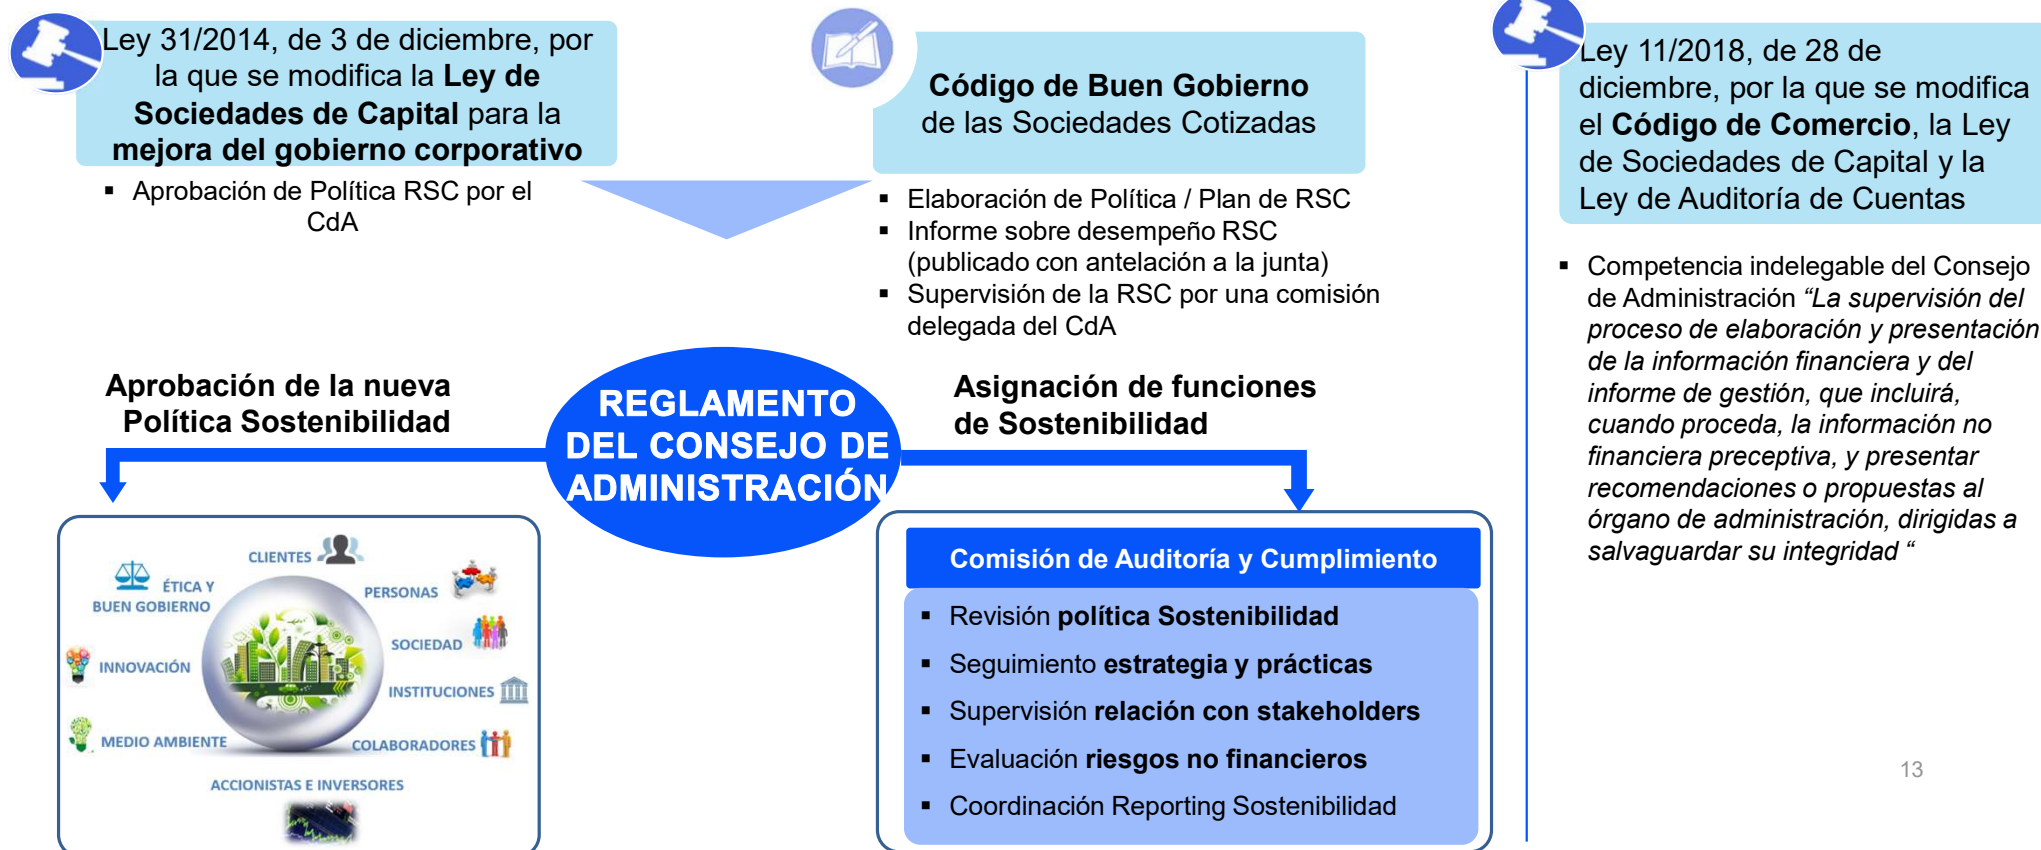 Ley 31/2014, de 3 de diciembre, por
la que se modifica la Ley de
Sociedades de Capital para la
mejora del gobierno corporativo
▪ Aprobación de Política RSC por el
CdA
Código de Buen Gobierno
de las Sociedades Cotizadas
▪ Elaboración de Política / Plan de RSC
▪ Informe sobre desempeño RSC
(publicado con antelación a la junta)
▪ Supervisión de la RSC por una comisión
delegada del CdA
Ley 11/2018, de 28 de
diciembre, por la que se modifica
el Código de Comercio, la Ley
de Sociedades de Capital y la
Ley de Auditoría de Cuentas
▪ Competencia indelegable del Consejo
de Administración “La supervisión del
proceso de elaboración y presentación
de la información financiera y del
informe de gestión, que incluirá,
cuando proceda, la información no
financiera preceptiva, y presentar
recomendaciones o propuestas al
órgano de administración, dirigidas a
salvaguardar su integridad “
Aprobación de la nueva
Política Sostenibilidad
REGLAMENTO
DEL CONSEJO DE
ADMINISTRACIÓN
Asignación de funciones
de Sostenibilidad
CLIENTES
ÉTICA Y
BUEN GOBIERNO
PERSONAS
SOCIEDAD
INNOVACIÓN
INSTITUCIONES
MEDIO AMBIENTE
COLABORADORES
ACCIONISTAS E INVERSORES
Comisión de Auditoría y Cumplimiento
▪ Revisión política Sostenibilidad
▪ Seguimiento estrategia y prácticas
▪ Supervisión relación con stakeholders
▪ Evaluación riesgos no financieros
▪ Coordinación Reporting Sostenibilidad
13